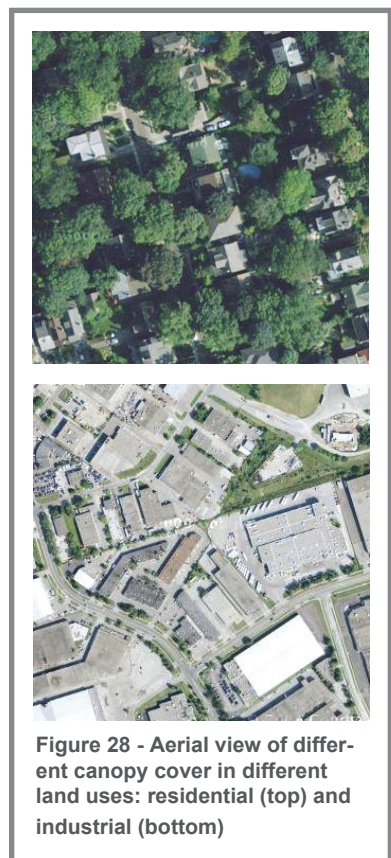 Figure 28 - Aerial view of differ-
ent canopy cover in different
land uses: residential (top) and
industrial (bottom)